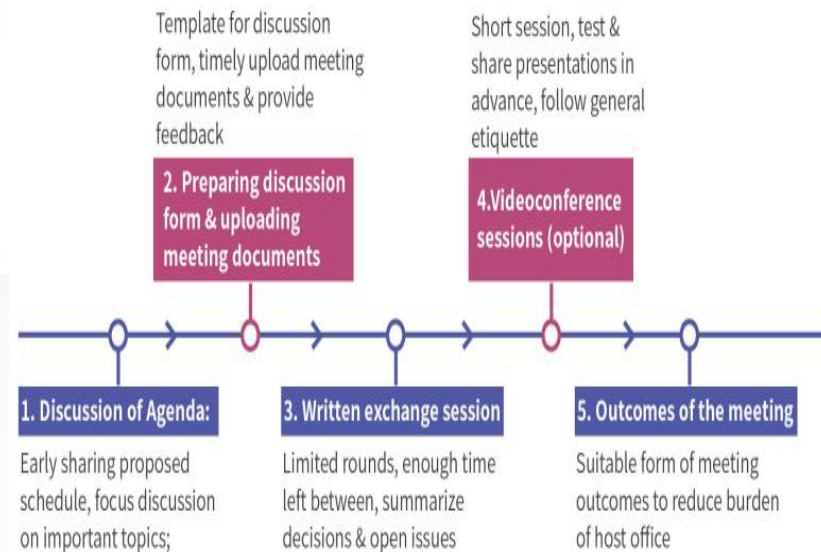 Template for discussion
form, timely upload meeting
documents & provide
feedback
2. Preparing discussion
form & uploading
meeting documents
Short session, test &
share presentations in
advance, follow general
etiquette
4.Videoconference
sessions (optional)
1. Discussion of Agenda:
Early sharing proposed
schedule, focus discussion
on important topics;
3. Written exchange session
Limited rounds, enough time
left between, summarize
decisions & open issues
5. Outcomes of the meeting
Suitable form of meeting
outcomes to reduce burden
of host office